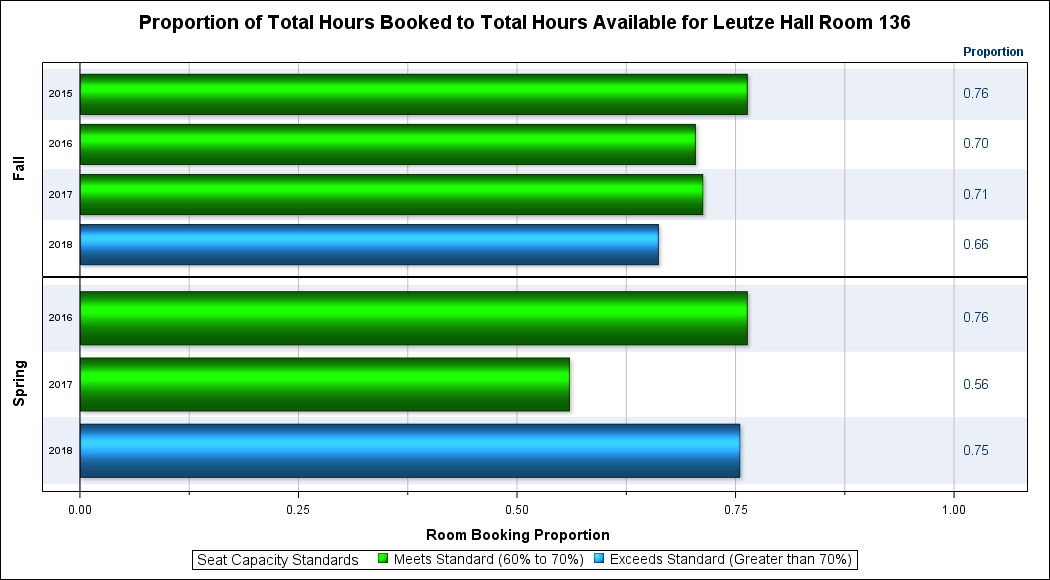 Proportion of Total Hours Booked to Total Hours Available for Leutze Hall Room 136
Proportion
Fall
2015 0.76
2016 0.70
2017 0.71
2018 0.66
Spring
2016 0.76
2017 0.56
2018 0.75
0.00 0.25 0.50 0.75 1.00
Room Booking Proportion
Seat Capacity Standards Meets Standard (60% to 70%) Exceeds Standard (Greater than 70%)